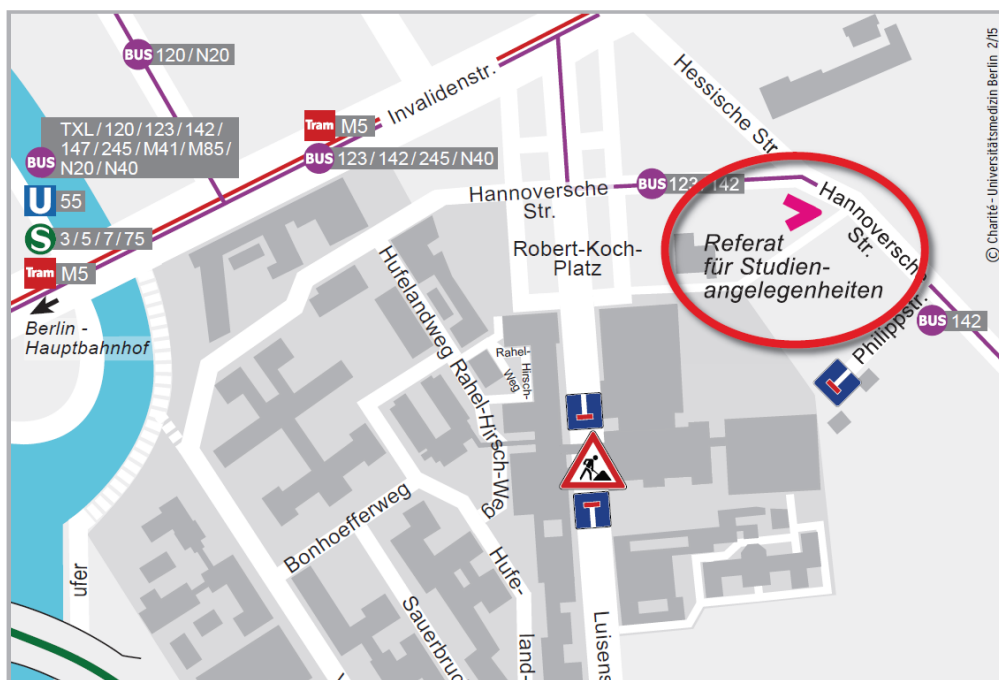 BUS 120 / N20
TXL / 120 / 123 / 142 /
147 / 245 / M41 / M85 /
BUS
N20 / N40
U 55
S 3 / 5 / 7 / 75
Tram M5
Berlin -
Hauptbahnhof
Tram M5
BUS 123 / 142 / 245 / N40
Invalidenstr.
Hessische Str.
Hannoversche
Str.
BUS 123 / 142
Hannoversche
Str.
Robert-Koch-
Platz
Referat
für Studien-
angelegenheiten
BUS 142
Philippstr.
Hufelandweg
Rahel-
Hirsch-
Weg
Rahel-Hirsch-Weg
Bonhoefferweg
Hufe-
land-
Sauerbruc
Luisens
ufer
© Charité - Universitätsmedizin Berlin 2/15